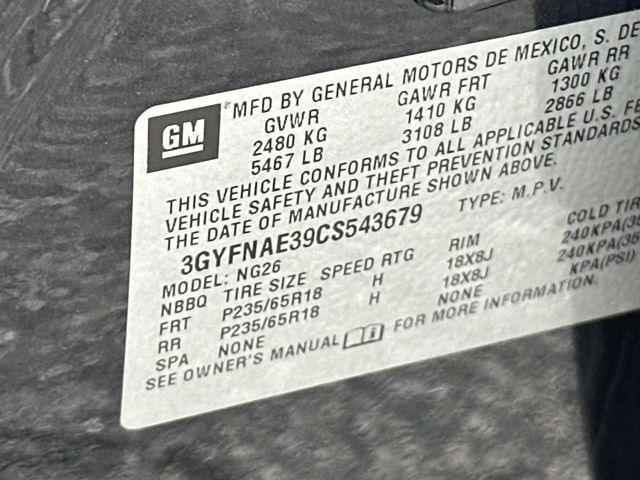 GM
MFD BY GENERAL MOTORS DE MEXICO, S. DE
GVWR GAWR FRT GAWR RR
2480 KG 1410 KG 1300 KG
5467 LB 3108 LB 2866 LB
THIS VEHICLE CONFORMS TO ALL APPLICABLE U.S. FE
VEHICLE SAFETY AND THEFT PREVENTION STANDARDS
THE DATE OF MANUFACTURE SHOWN ABOVE.
3GYFNAE39CS543679 TYPE: M.P.V.
MODEL: NG26
NBBQ TIRE SIZE SPEED RTG RIM COLD TIR
FRT P235/65R18 H 18X8J 240KPA(35
RR P235/65R18 H 18X8J 240KPA(35
SPA NONE NONE KPA(PSI)
SEE OWNER'S MANUAL FOR MORE INFORMATION.